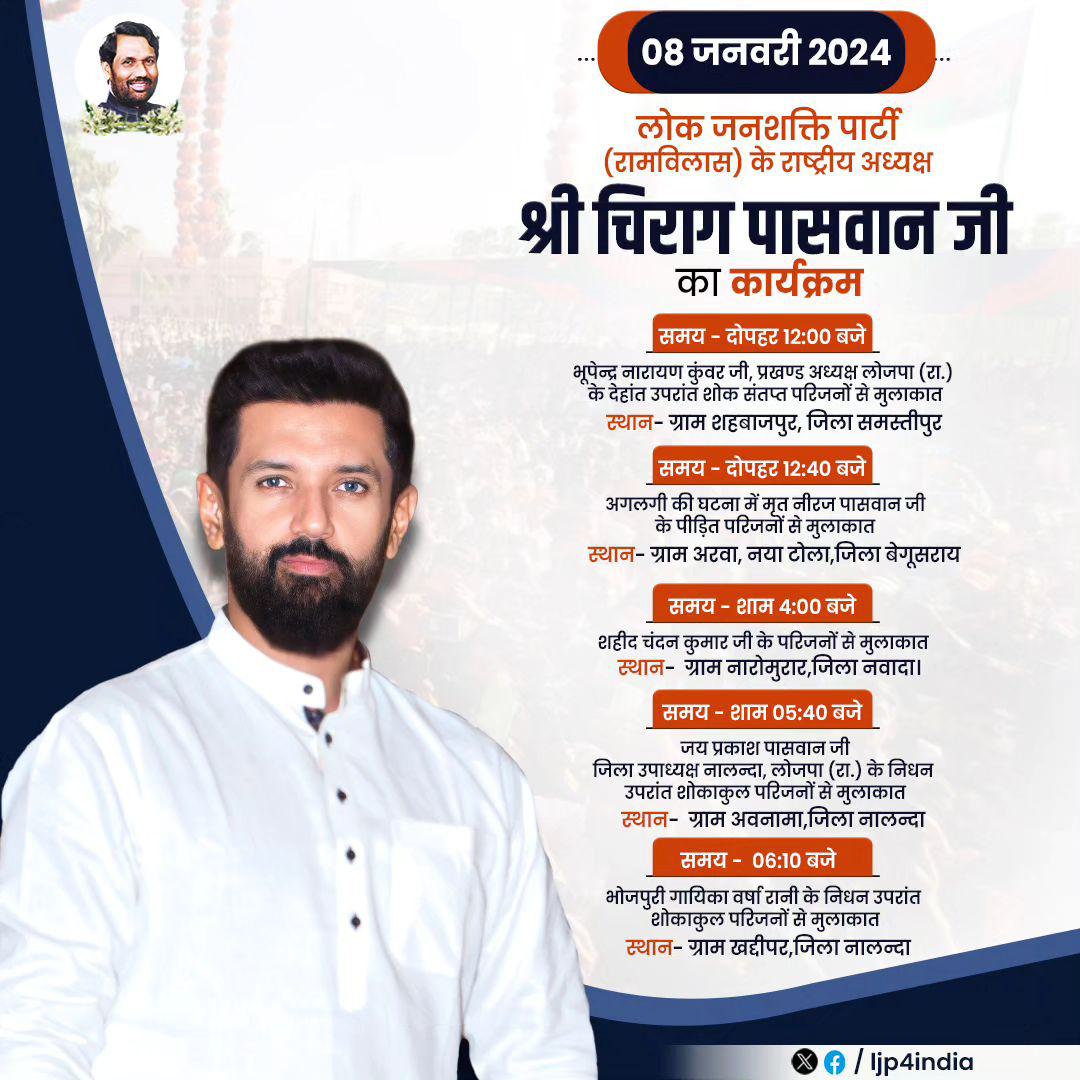 08 जनवरी 2024
लोक जनशक्ति पार्टी
(रामविलास) के राष्ट्रीय अध्यक्ष
श्री चिराग पासवान जी
का कार्यक्रम
समय - दोपहर 12:00 बजे
भूपेन्द्र नारायण कुंवर जी, प्रखण्ड अध्यक्ष लोजपा (रा.)
के देहांत उपरांत शोक संतप्त परिजनों से मुलाकात
स्थान- ग्राम शहबाजपुर, जिला समस्तीपुर
समय - दोपहर 12:40 बजे
अगलगी की घटना में मृत नीरज पासवान जी
के पीड़ित परिजनों से मुलाकात
स्थान- ग्राम अरवा, नया टोला,जिला बेगूसराय
समय - शाम 4:00 बजे
शहीद चंदन कुमार जी के परिजनों से मुलाकात
स्थान- ग्राम नारोमुरार,जिला नवादा।
समय - शाम 05:40 बजे
जय प्रकाश पासवान जी
जिला उपाध्यक्ष नालन्दा, लोजपा (रा.) के निधन
उपरांत शोकाकुल परिजनों से मुलाकात
स्थान- ग्राम अवनामा,जिला नालन्दा
समय - 06:10 बजे
भोजपुरी गायिका वर्षा रानी के निधन उपरांत
शोकाकुल परिजनों से मुलाकात
स्थान- ग्राम खद्दीपर,जिला नालन्दा
/ ljp4india